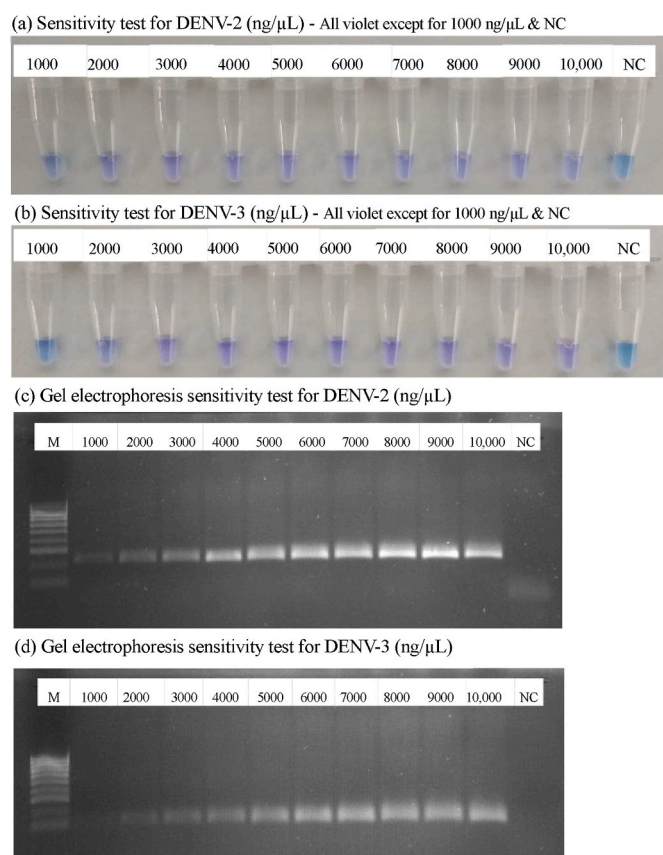 (a) Sensitivity test for DENV-2 (ng/μL) - All violet except for 1000 ng/μL & NC
1000 2000 3000 4000 5000 6000 7000 8000 9000 10,000 NC
(b) Sensitivity test for DENV-3 (ng/μL) - All violet except for 1000 ng/μL & NC
1000 2000 3000 4000 5000 6000 7000 8000 9000 10,000 NC
(c) Gel electrophoresis sensitivity test for DENV-2 (ng/μL)
M 1000 2000 3000 4000 5000 6000 7000 8000 9000 10,000 NC
(d) Gel electrophoresis sensitivity test for DENV-3 (ng/μL)
M 1000 2000 3000 4000 5000 6000 7000 8000 9000 10,000 NC